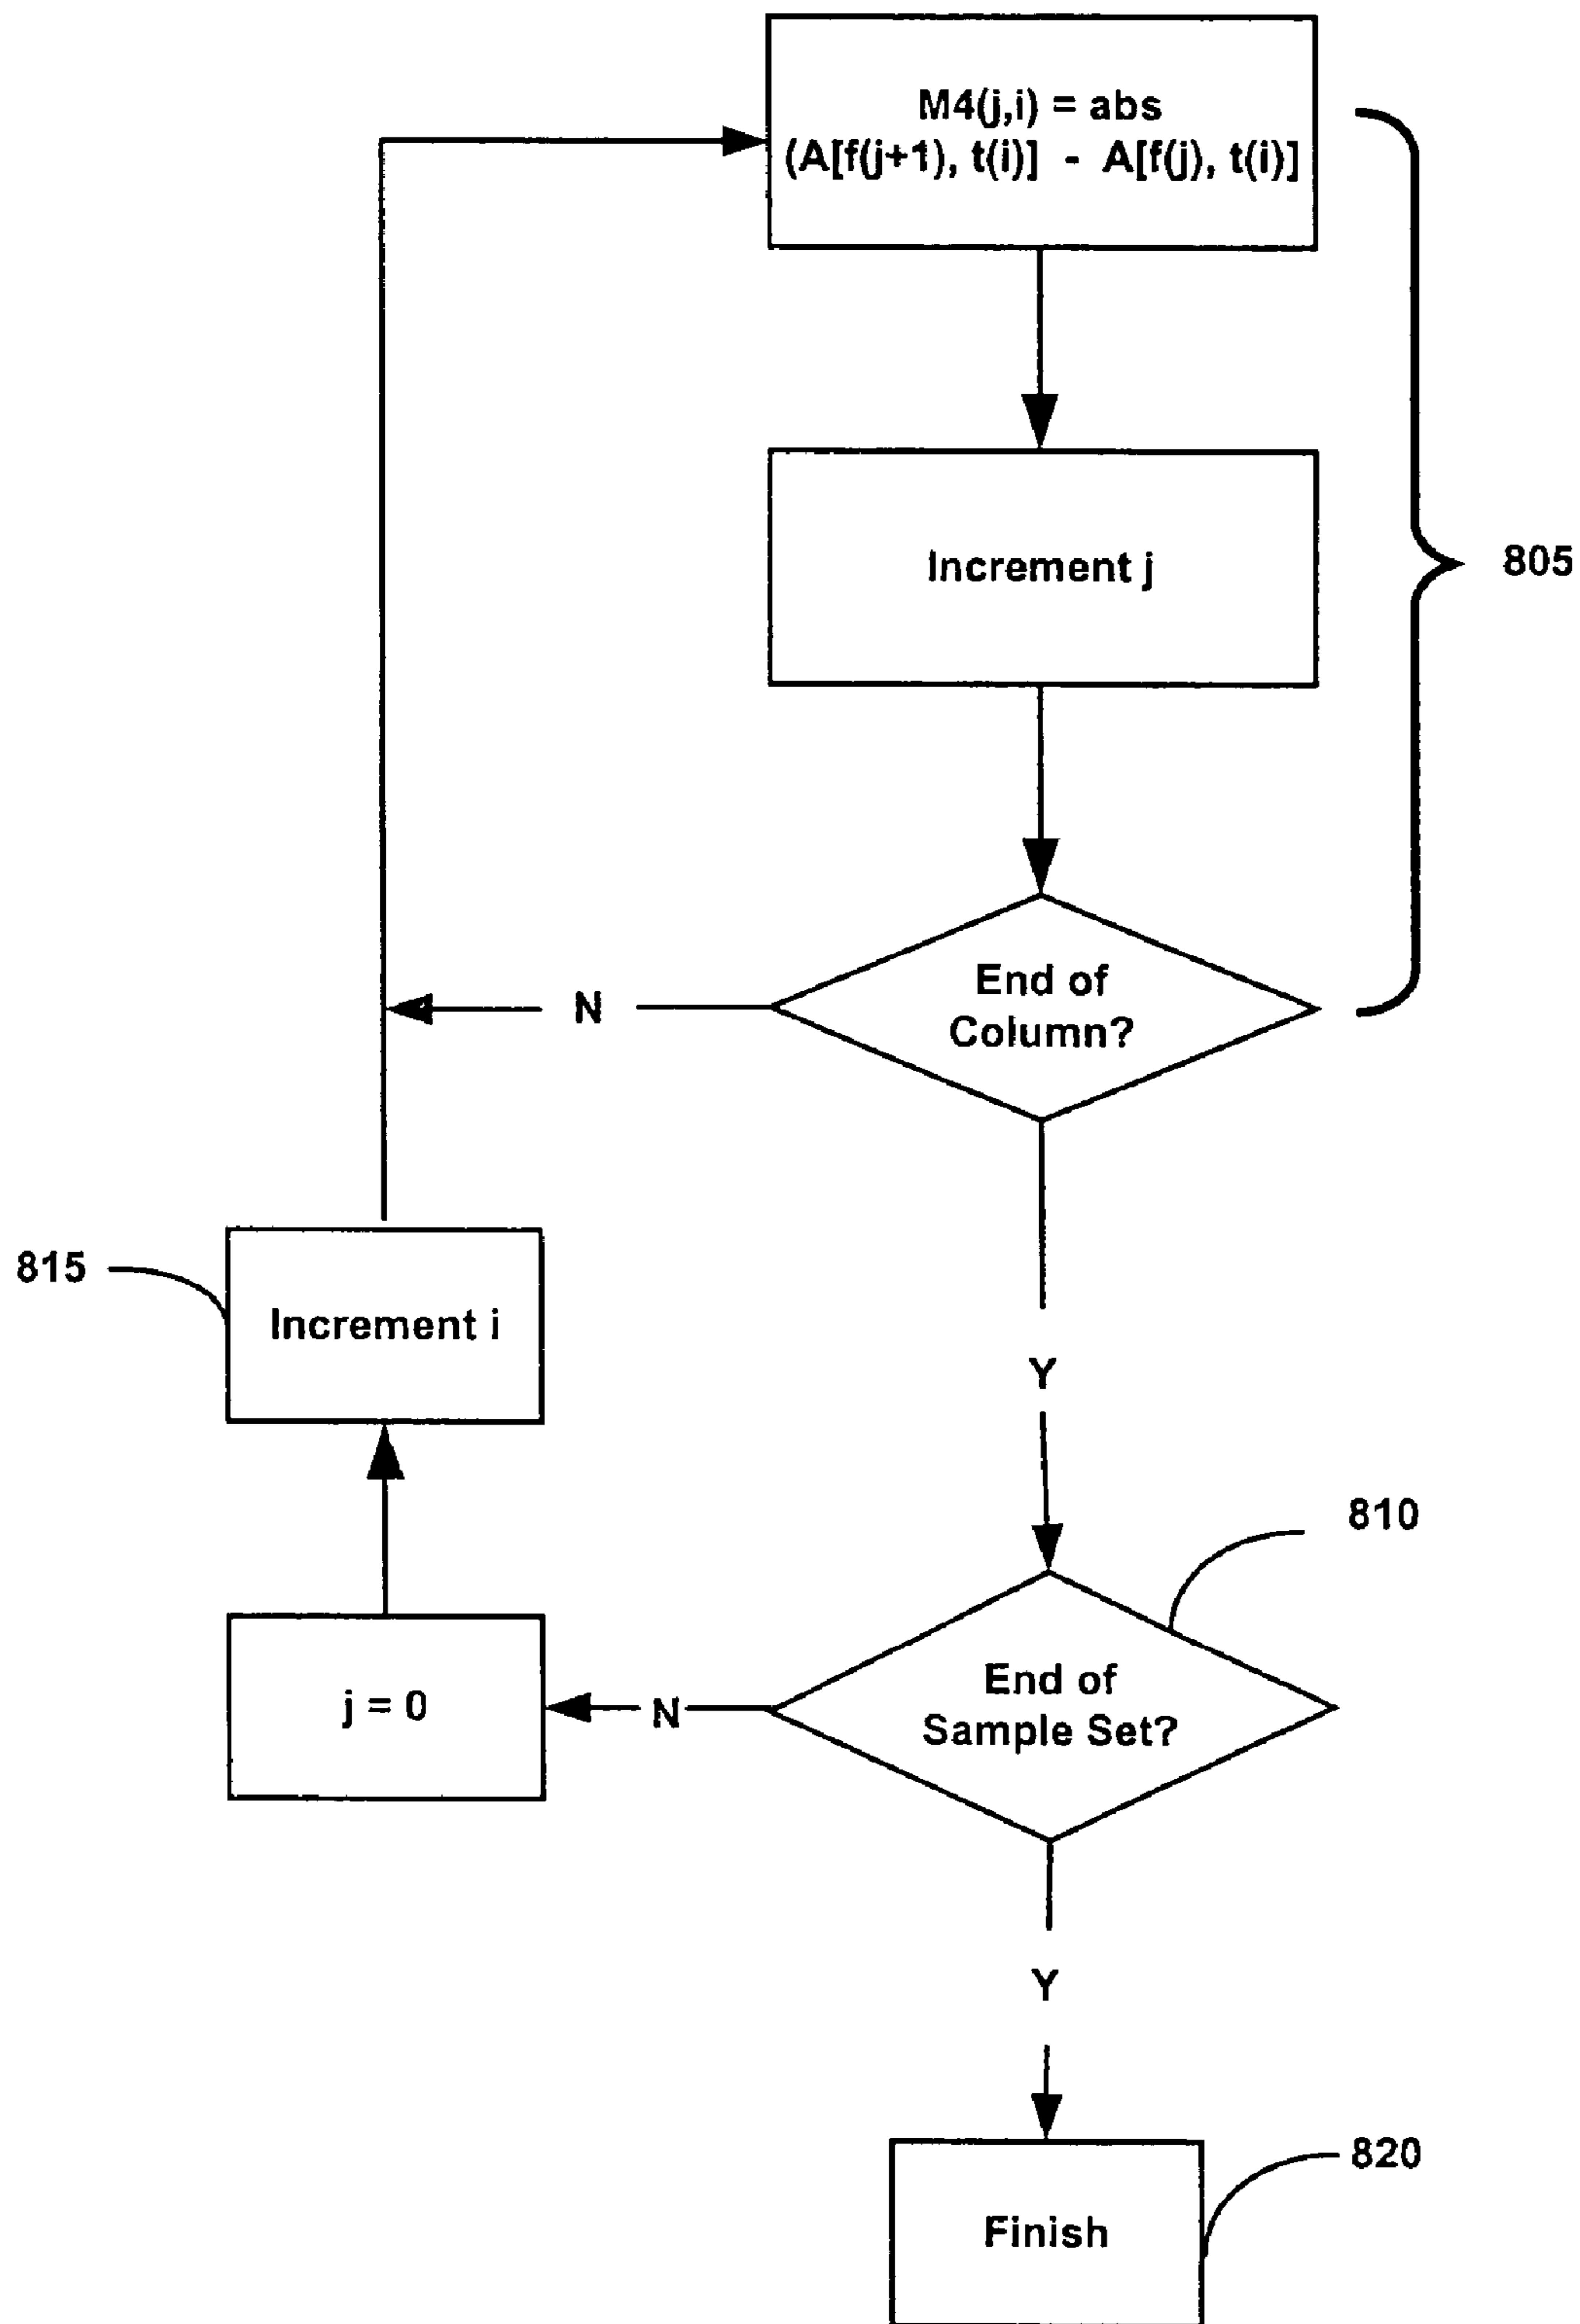 M4(j,i) = abs
(A[f(j+1), t(i)] - A[f(j), t(i)]
Increment j
805
End of
Column?
N
Y
815
Increment i
810
End of
Sample Set?
N
j = 0
Y
820
Finish